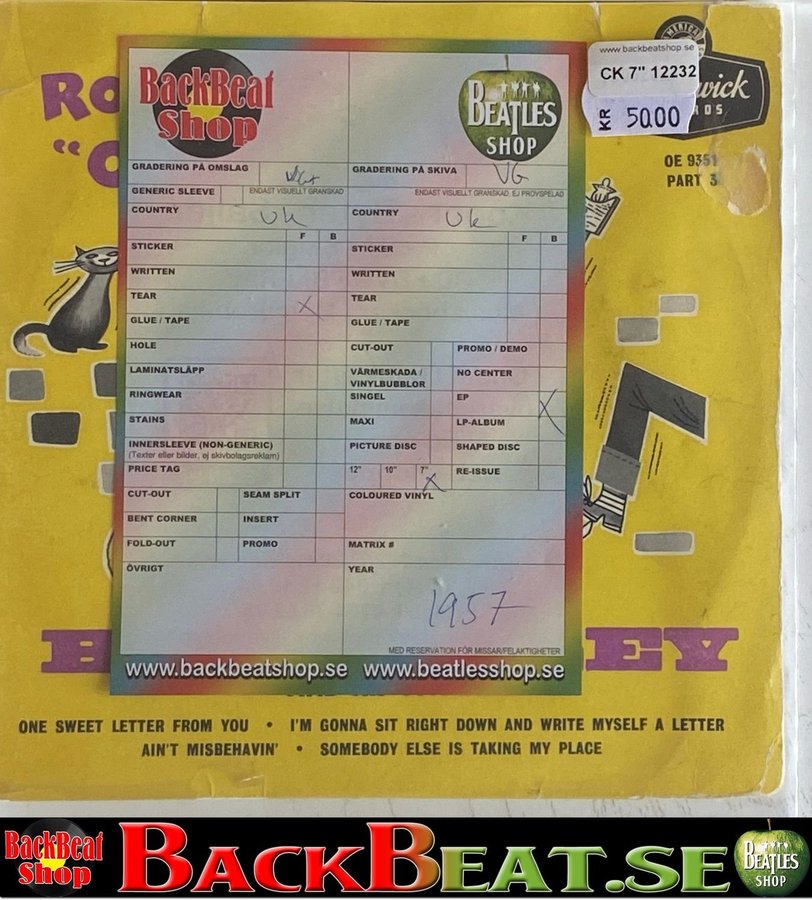 RO
"O
BACKBEAT
SHOP
BEATLES
SHOP
www.backbeatshop.se
CK 7" 12232
KR 50.00
wick
RDS
OE 9351
PART 3
GRADERING PÅ OMSLAG
GRADERING PÅ SKIVA VG
GENERIC SLEEVE ENDAST VISUELLT GRANSKAD
ENDAST VISUELLT GRANSKAD, EJ PROVSPELAD
COUNTRY UK
COUNTRY UK
F B
F B
STICKER
STICKER
WRITTEN
WRITTEN
TEAR X
TEAR
GLUE / TAPE
GLUE / TAPE
HOLE
CUT-OUT
PROMO / DEMO
LAMINATSLÄPP
VÄRMESKADA /
VINYLBUBBLOR
NO CENTER
RINGWEAR
SINGEL
EP X
STAINS
MAXI
LP-ALBUM
INNERSLEEVE (NON-GENERIC)
(Texter eller bilder, ej skivbolagsreklam)
PICTURE DISC
SHAPED DISC
PRICE TAG
12" 10" 7" X
RE-ISSUE
CUT-OUT
SEAM SPLIT
COLOURED VINYL
BENT CORNER
INSERT
FOLD-OUT
PROMO
MATRIX #
ÖVRIGT
YEAR
1957
MED RESERVATION FÖR MISSAR/FELAKTIGHETER
www.backbeatshop.se www.beatlesshop.se
B
EY
ONE SWEET LETTER FROM YOU • I'M GONNA SIT RIGHT DOWN AND WRITE MYSELF A LETTER
AIN'T MISBEHAVIN' • SOMEBODY ELSE IS TAKING MY PLACE
BACKBEAT
SHOP
BACKBEAT.SE
BEATLES
SHOP